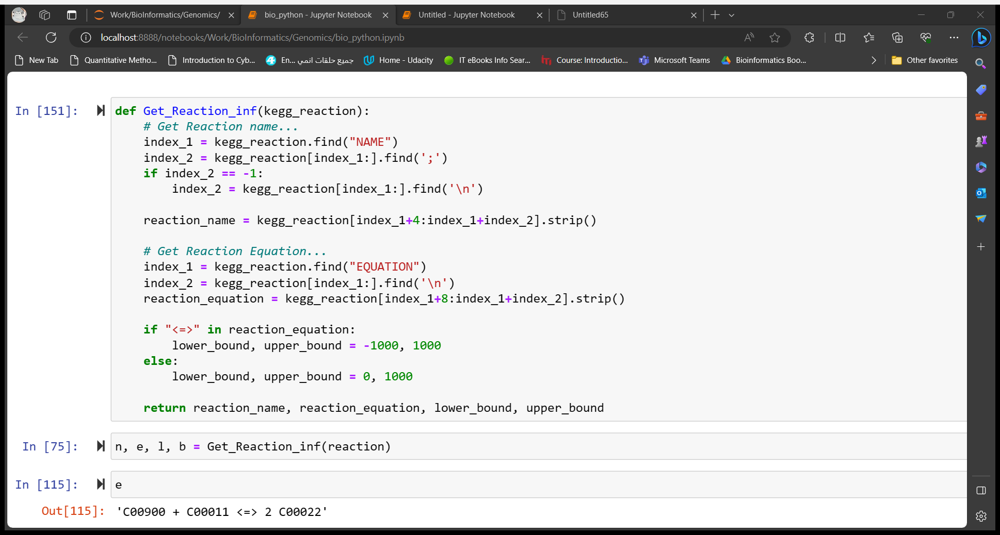 Work/BioInformatics/Genomics/
bio_python - Jupyter Notebook
Untitled - Jupyter Notebook
Untitled65
localhost:8888/notebooks/Work/BioInformatics/Genomics/bio_python.ipynb
New Tab
Quantitative Metho...
Introduction to Cyb...
En... جميع حلقات انمي
Home - Udacity
IT eBooks Info Sear...
Course: Introductio...
Microsoft Teams
Bioinformatics Boo...
Other favorites
In [151]:
def Get_Reaction_inf(kegg_reaction):
    # Get Reaction name...
    index_1 = kegg_reaction.find("NAME")
    index_2 = kegg_reaction[index_1:].find(';')
    if index_2 == -1:
        index_2 = kegg_reaction[index_1:].find('\n')
    reaction_name = kegg_reaction[index_1+4:index_1+index_2].strip()
    # Get Reaction Equation...
    index_1 = kegg_reaction.find("EQUATION")
    index_2 = kegg_reaction[index_1:].find('\n')
    reaction_equation = kegg_reaction[index_1+8:index_1+index_2].strip()
    if "<=>" in reaction_equation:
        lower_bound, upper_bound = -1000, 1000
    else:
        lower_bound, upper_bound = 0, 1000
    return reaction_name, reaction_equation, lower_bound, upper_bound
In [75]:
n, e, l, b = Get_Reaction_inf(reaction)
In [115]:
e
Out[115]:
'C00900 + C00011 <=> 2 C00022'